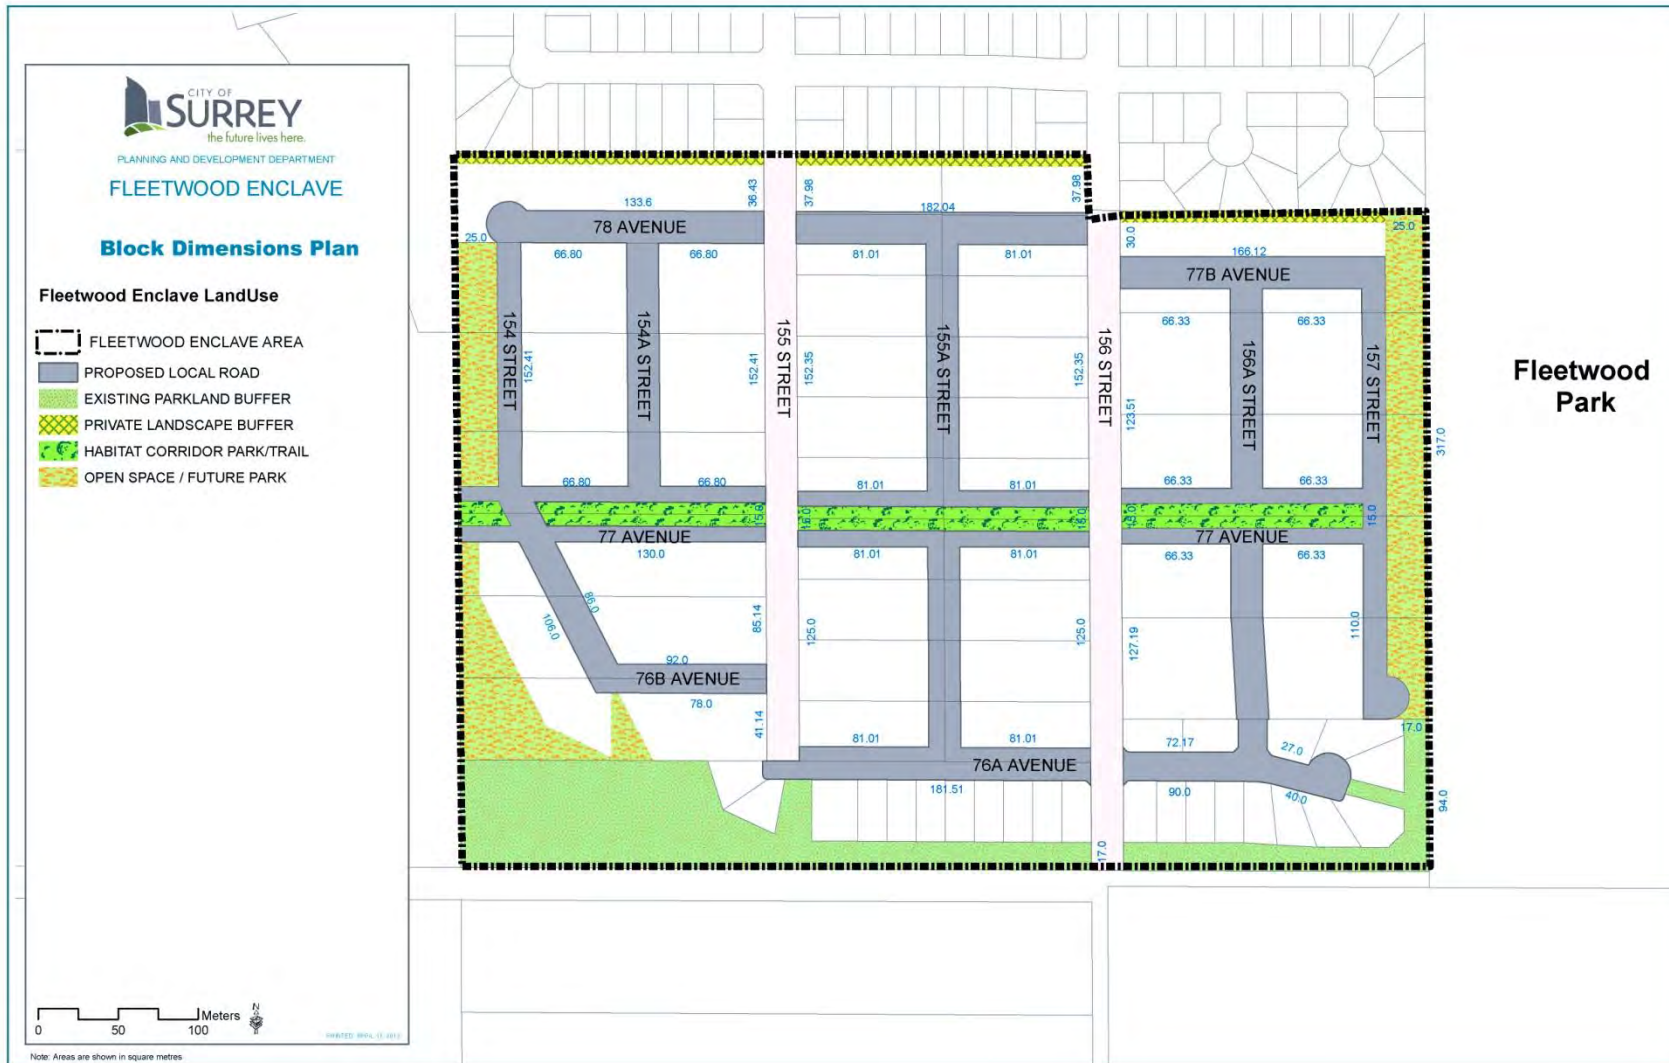 CITY OF
SURREY
the future lives here.
PLANNING AND DEVELOPMENT DEPARTMENT
FLEETWOOD ENCLAVE
Block Dimensions Plan
Fleetwood Enclave LandUse
FLEETWOOD ENCLAVE AREA
PROPOSED LOCAL ROAD
EXISTING PARKLAND BUFFER
PRIVATE LANDSCAPE BUFFER
HABITAT CORRIDOR PARK/TRAIL
OPEN SPACE / FUTURE PARK
Meters
0 50 100
N
Note: Areas are shown in square metres
36.43
37.98
37.98
133.6
182.04
78 AVENUE
25.0
30.0
25.0
66.80
66.80
81.01
81.01
166.12
77B AVENUE
66.33
66.33
154 STREET
152.41
154A STREET
152.41
155 STREET
152.35
155A STREET
152.35
156 STREET
123.51
156A STREET
157 STREET
317.0
Fleetwood
Park
66.80
66.80
81.01
81.01
66.33
66.33
15.0
15.0
15.0
15.0
15.0
77 AVENUE
77 AVENUE
130.0
81.01
81.01
66.33
66.33
86.0
106.0
85.14
125.0
125.0
127.19
110.0
92.0
76B AVENUE
78.0
41.14
81.01
81.01
72.17
27.0
17.0
76A AVENUE
181.51
90.0
40.0
94.0
17.0